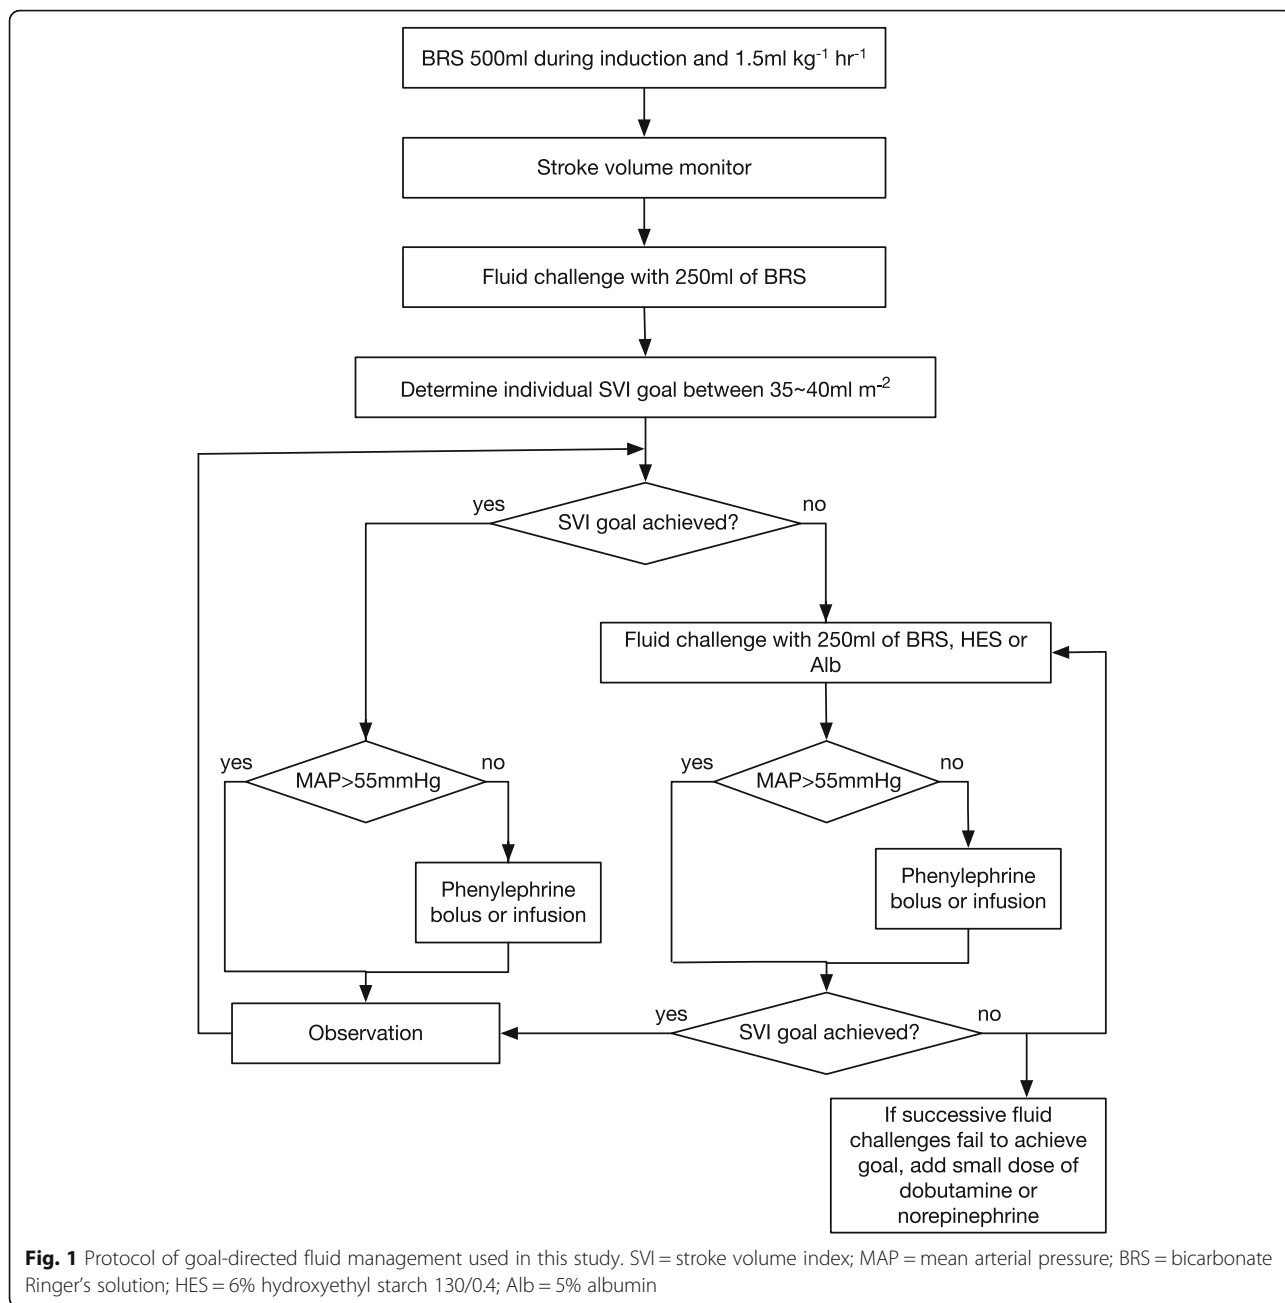 BRS 500ml during induction and 1.5ml kg⁻¹ hr⁻¹
Stroke volume monitor
Fluid challenge with 250ml of BRS
Determine individual SVI goal between 35~40ml m⁻²
yes
SVI goal achieved?
no
Fluid challenge with 250ml of BRS, HES or
Alb
yes
MAP>55mmHg
no
yes
MAP>55mmHg
no
Phenylephrine
bolus or infusion
Phenylephrine
bolus or infusion
Observation
yes
SVI goal achieved?
no
If successive fluid
challenges fail to achieve
goal, add small dose of
dobutamine or
norepinephrine
Fig. 1 Protocol of goal-directed fluid management used in this study. SVI = stroke volume index; MAP = mean arterial pressure; BRS = bicarbonate
Ringer's solution; HES = 6% hydroxyethyl starch 130/0.4; Alb = 5% albumin